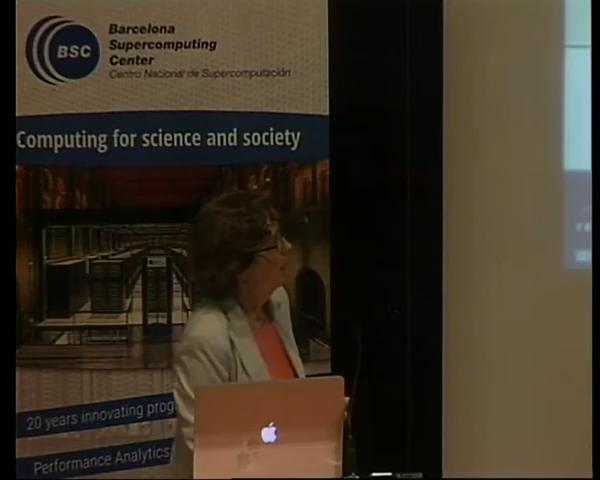 BSC
Barcelona
Supercomputing
Center
Centro Nacional de Supercomputación
Computing for science and society
20 years innovating prog
Performance Analytics